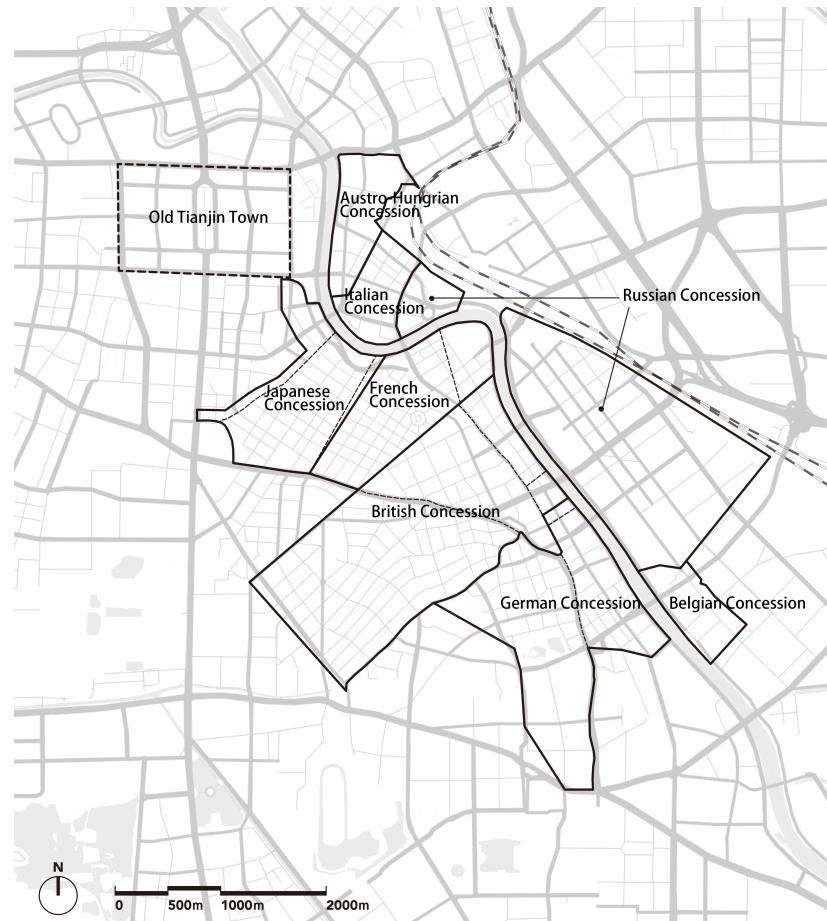 Austro-Hungrian
Concession
Old Tianjin Town
Italian
Concession
Russian Concession
Japanese
Concession
French
Concession
British Concession
German Concession
Belgian Concession
N
0
500m
1000m
2000m